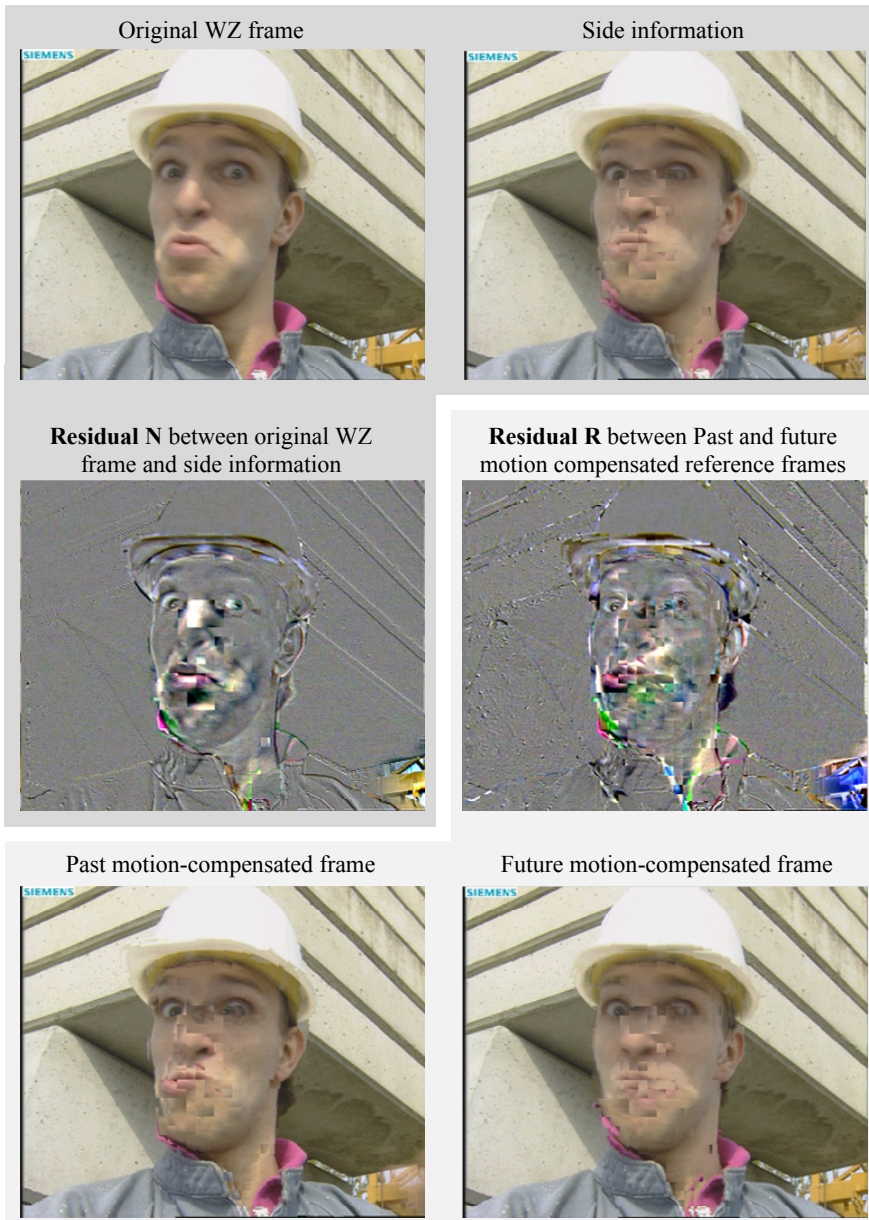 Original WZ frame
Side information
SIEMENS
SIEMENS
Residual N between original WZ
frame and side information
Residual R between Past and future
motion compensated reference frames
Past motion-compensated frame
Future motion-compensated frame
SIEMENS
SIEMENS